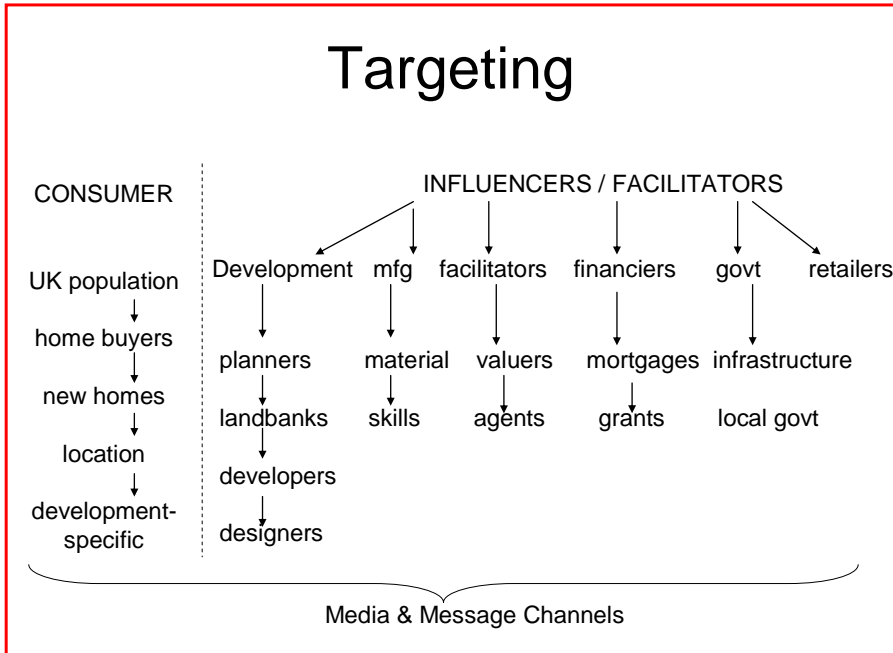 Targeting
CONSUMER
UK population
home buyers
new homes
location
development-
specific
INFLUENCERS / FACILITATORS
Development mfg facilitators financiers govt retailers
planners material valuers mortgages infrastructure
landbanks skills agents grants local govt
developers
designers
Media & Message Channels